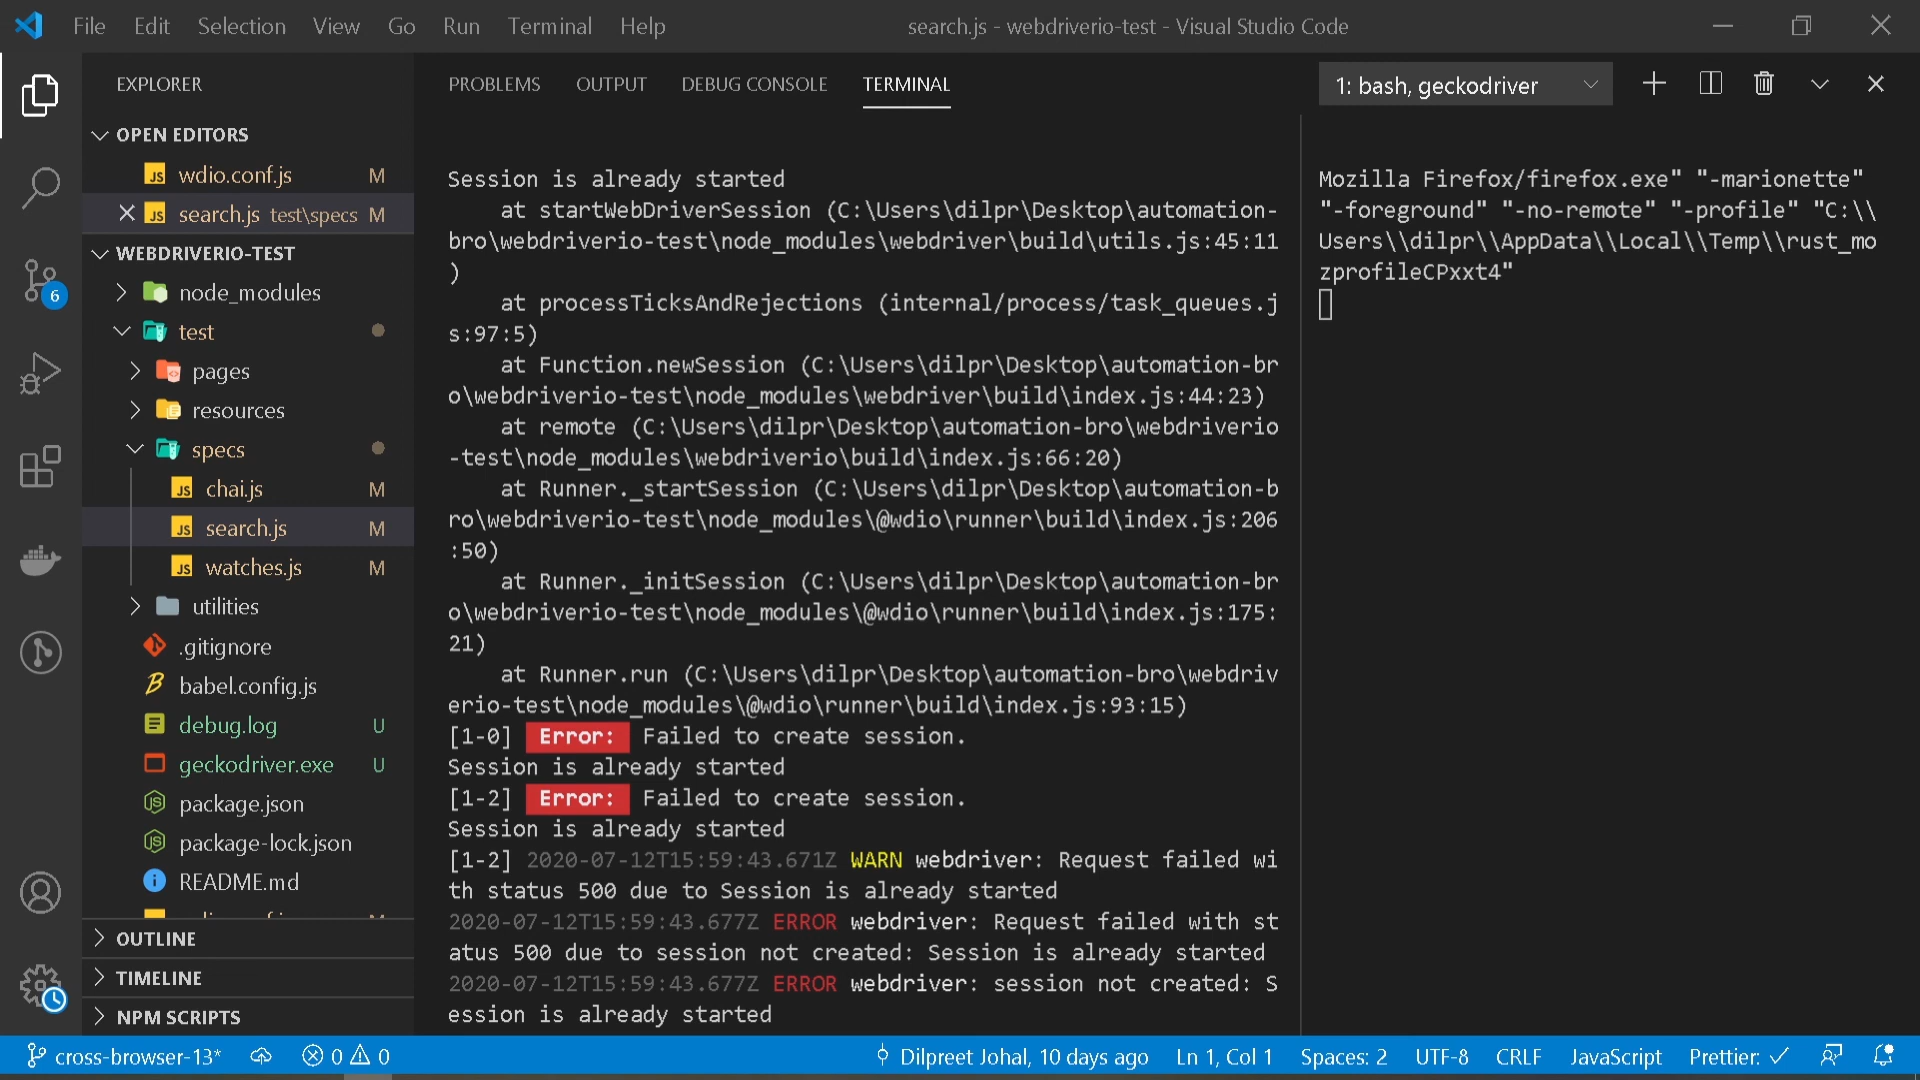 File Edit Selection View Go Run Terminal Help
search.js - webdriverio-test - Visual Studio Code
EXPLORER
OPEN EDITORS
JS wdio.conf.js M
JS search.js test\specs M
WEBDRIVERIO-TEST
node_modules
test
pages
resources
specs
JS chai.js M
JS search.js M
JS watches.js M
utilities
.gitignore
babel.config.js
debug.log U
geckodriver.exe U
package.json
package-lock.json
README.md
OUTLINE
TIMELINE
NPM SCRIPTS
6
PROBLEMS OUTPUT DEBUG CONSOLE TERMINAL
1: bash, geckodriver
Session is already started
at startWebDriverSession (C:\Users\dilpr\Desktop\automation-
bro\webdriverio-test\node_modules\webdriver\build\utils.js:45:11
)
at processTicksAndRejections (internal/process/task_queues.j
s:97:5)
at Function.newSession (C:\Users\dilpr\Desktop\automation-br
o\webdriverio-test\node_modules\webdriver\build\index.js:44:23)
at remote (C:\Users\dilpr\Desktop\automation-bro\webdriverio
-test\node_modules\webdriverio\build\index.js:66:20)
at Runner._startSession (C:\Users\dilpr\Desktop\automation-b
ro\webdriverio-test\node_modules\@wdio\runner\build\index.js:206
:50)
at Runner._initSession (C:\Users\dilpr\Desktop\automation-br
o\webdriverio-test\node_modules\@wdio\runner\build\index.js:175:
21)
at Runner.run (C:\Users\dilpr\Desktop\automation-bro\webdriv
erio-test\node_modules\@wdio\runner\build\index.js:93:15)
[1-0] Error: Failed to create session.
Session is already started
[1-2] Error: Failed to create session.
Session is already started
[1-2] 2020-07-12T15:59:43.671Z WARN webdriver: Request failed wi
th status 500 due to Session is already started
2020-07-12T15:59:43.677Z ERROR webdriver: Request failed with st
atus 500 due to session not created: Session is already started
2020-07-12T15:59:43.677Z ERROR webdriver: session not created: S
ession is already started
Mozilla Firefox/firefox.exe" "-marionette"
"-foreground" "-no-remote" "-profile" "C:\\
Users\\dilpr\\AppData\\Local\\Temp\\rust_mo
zprofileCPxxt4"
cross-browser-13* 0 0 Dilpreet Johal, 10 days ago Ln 1, Col 1 Spaces: 2 UTF-8 CRLF JavaScript Prettier: ✓